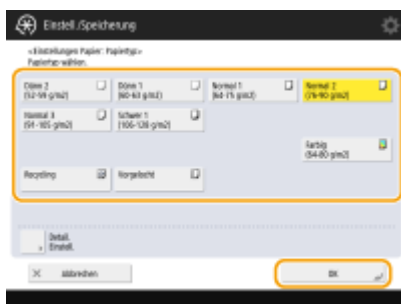 Einstell./Speicherung
<Einstellungen Papier: Papiertyp>
Papiertyp wählen.
Dünn 2
(52-59 g/m2)
Dünn 1
(60-63 g/m2)
Normal 1
(64-75 g/m2)
Normal 2
(76-90 g/m2)
Normal 3
(91-105 g/m2)
Schwer 1
(106-128 g/m2)
Farbig
(64-80 g/m2)
Recycling
Vorgelocht
Detail.
Einstell.
Abbrechen
OK